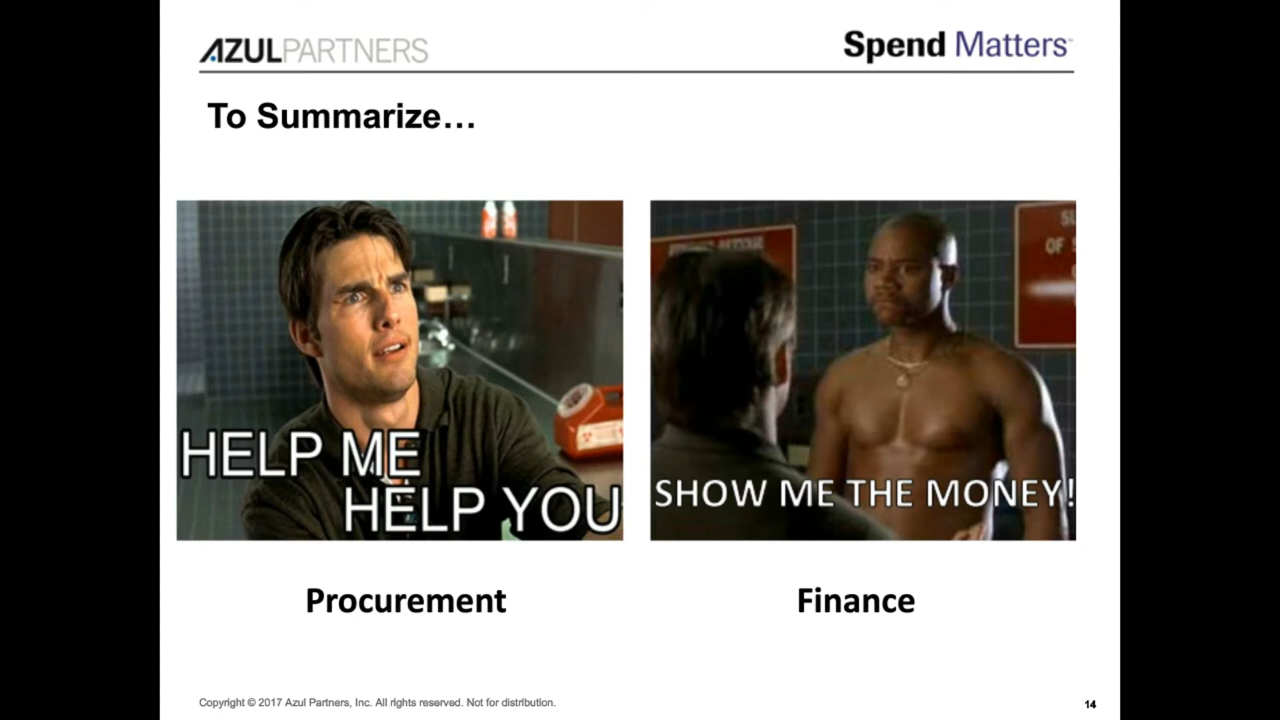 AZULPARTNERS
Spend Matters
To Summarize…
HELP ME
HELP YOU
SHOW ME THE MONEY!
Procurement
Finance
Copyright © 2017 Azul Partners, Inc. All rights reserved. Not for distribution.
14